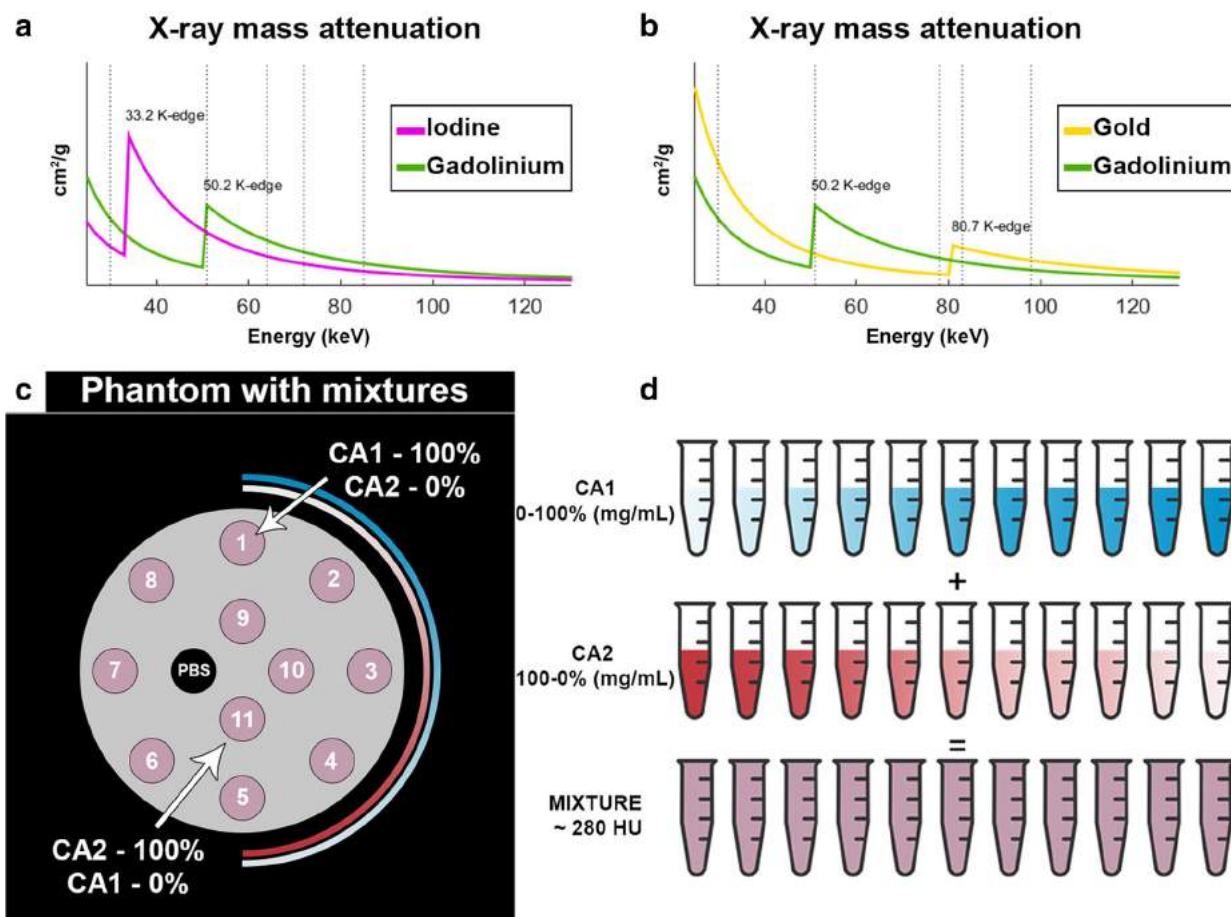 a
X-ray mass attenuation
33.2 K-edge
50.2 K-edge
Iodine
Gadolinium
cm²/g
40
60
80
100
120
Energy (keV)
b
X-ray mass attenuation
50.2 K-edge
80.7 K-edge
Gold
Gadolinium
cm²/g
40
60
80
100
120
Energy (keV)
c
Phantom with mixtures
CA1 - 100%
CA2 - 0%
1
2
3
4
5
6
7
8
9
10
11
PBS
CA2 - 100%
CA1 - 0%
d
CA1
0-100% (mg/mL)
+
CA2
100-0% (mg/mL)
=
MIXTURE
~ 280 HU